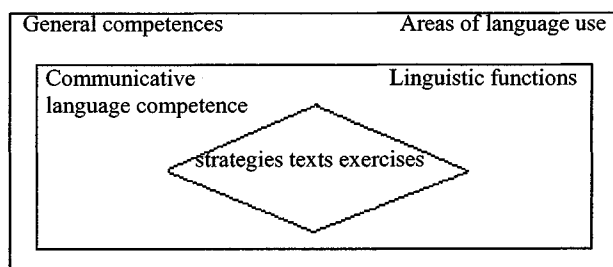 General competences Areas of language use
Communicative Linguistic functions
language competence
strategies texts exercises